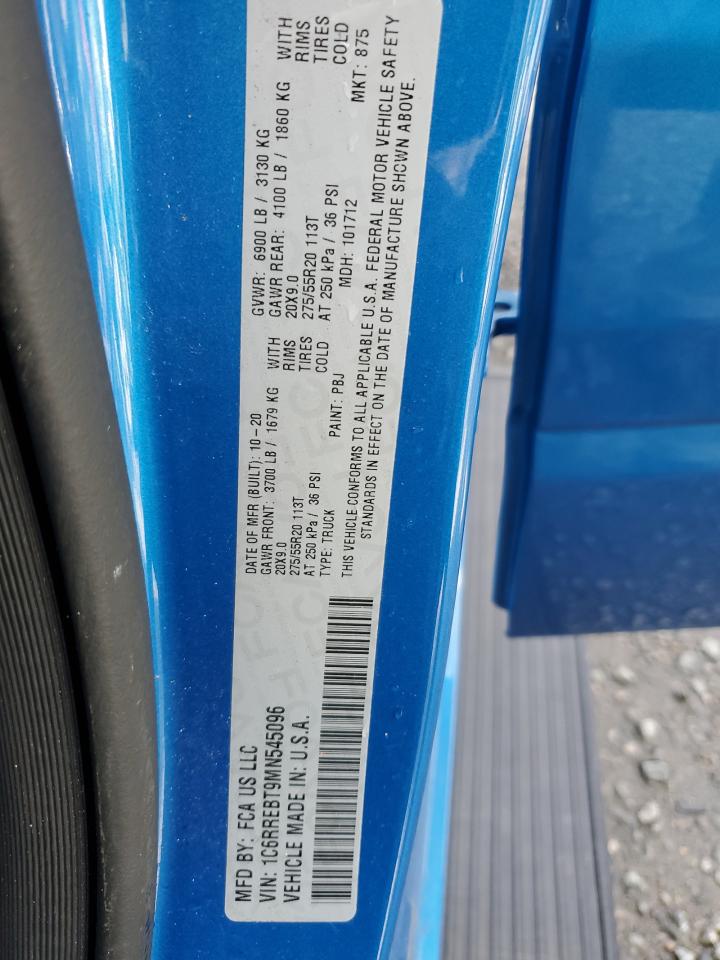 MFD BY: FCA US LLC
DATE OF MFR (BUILT): 10-20
GVWR: 6900 LB / 3130 KG
VIN: 1C6RREBT9MN545096
GAWR FRONT: 3700 LB / 1679 KG WITH
GAWR REAR: 4100 LB / 1860 KG WITH
VEHICLE MADE IN: U.S.A.
20X9.0 RIMS
20X9.0 RIMS
275/55R20 113T TIRES
275/55R20 113T TIRES
AT 250 kPa / 36 PSI COLD
AT 250 kPa / 36 PSI COLD
TYPE: TRUCK PAINT: PBJ MDH: 101712 MKT: 875
THIS VEHICLE CONFORMS TO ALL APPLICABLE U.S.A. FEDERAL MOTOR VEHICLE SAFETY
STANDARDS IN EFFECT ON THE DATE OF MANUFACTURE SHOWN ABOVE.